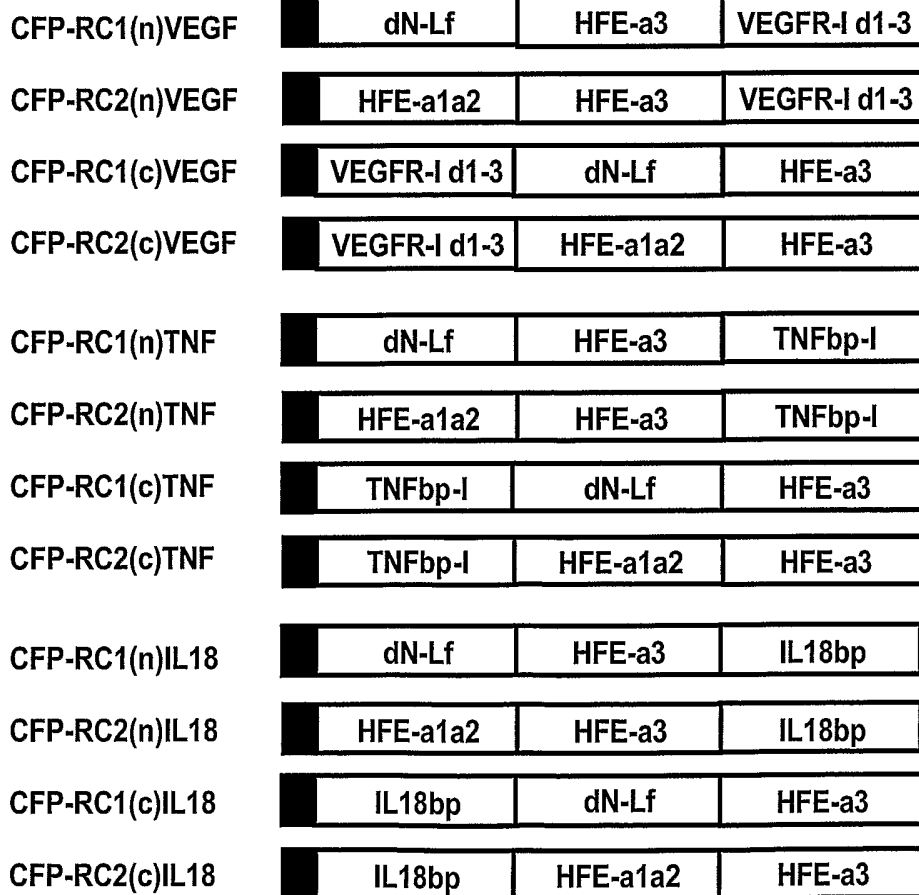 CFP-RC1(n)VEGF dN-Lf HFE-a3 VEGFR-I d1-3
CFP-RC2(n)VEGF HFE-a1a2 HFE-a3 VEGFR-I d1-3
CFP-RC1(c)VEGF VEGFR-I d1-3 dN-Lf HFE-a3
CFP-RC2(c)VEGF VEGFR-I d1-3 HFE-a1a2 HFE-a3
CFP-RC1(n)TNF dN-Lf HFE-a3 TNFbp-I
CFP-RC2(n)TNF HFE-a1a2 HFE-a3 TNFbp-I
CFP-RC1(c)TNF TNFbp-I dN-Lf HFE-a3
CFP-RC2(c)TNF TNFbp-I HFE-a1a2 HFE-a3
CFP-RC1(n)IL18 dN-Lf HFE-a3 IL18bp
CFP-RC2(n)IL18 HFE-a1a2 HFE-a3 IL18bp
CFP-RC1(c)IL18 IL18bp dN-Lf HFE-a3
CFP-RC2(c)IL18 IL18bp HFE-a1a2 HFE-a3